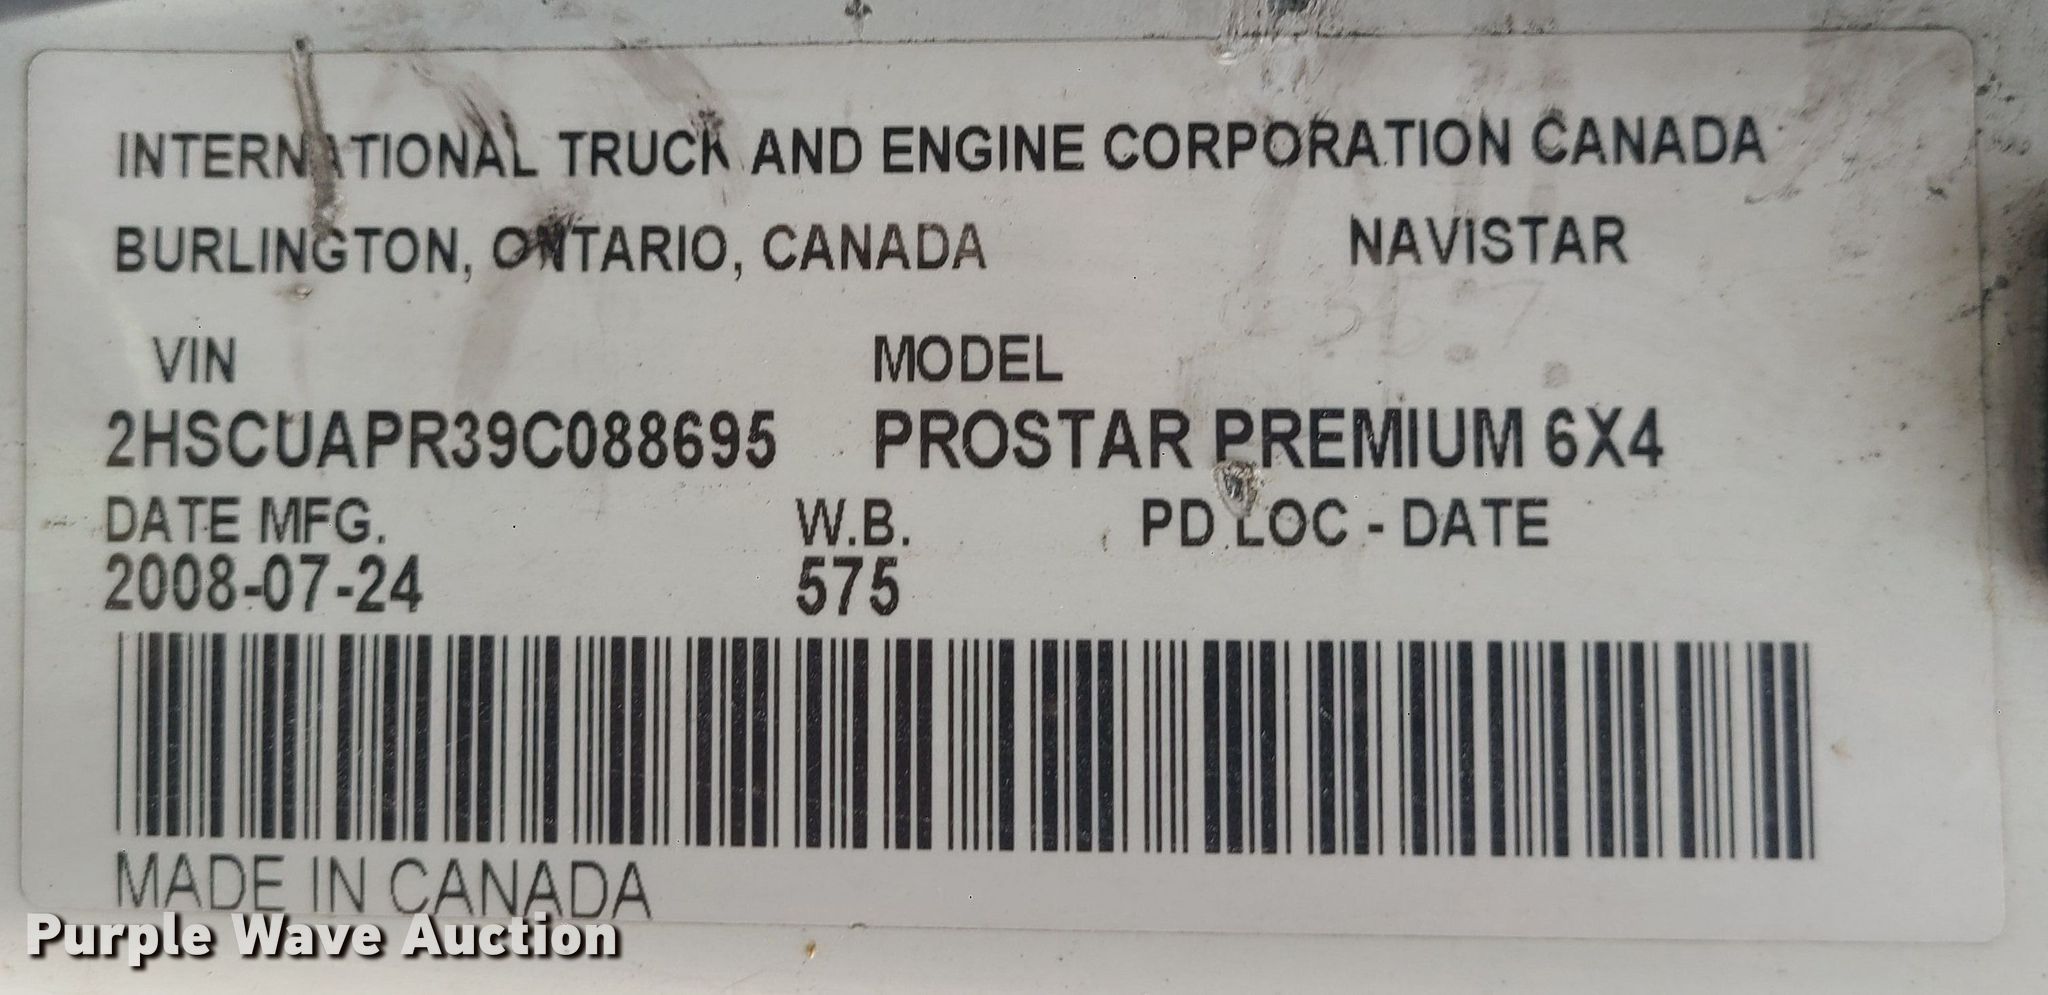 INTERNATIONAL TRUCK AND ENGINE CORPORATION CANADA
BURLINGTON, ONTARIO, CANADA NAVISTAR
VIN MODEL
2HSCUAPR39C088695 PROSTAR PREMIUM 6X4
DATE MFG. W.B. PD LOC - DATE
2008-07-24 575
MADE IN CANADA
Purple Wave Auction